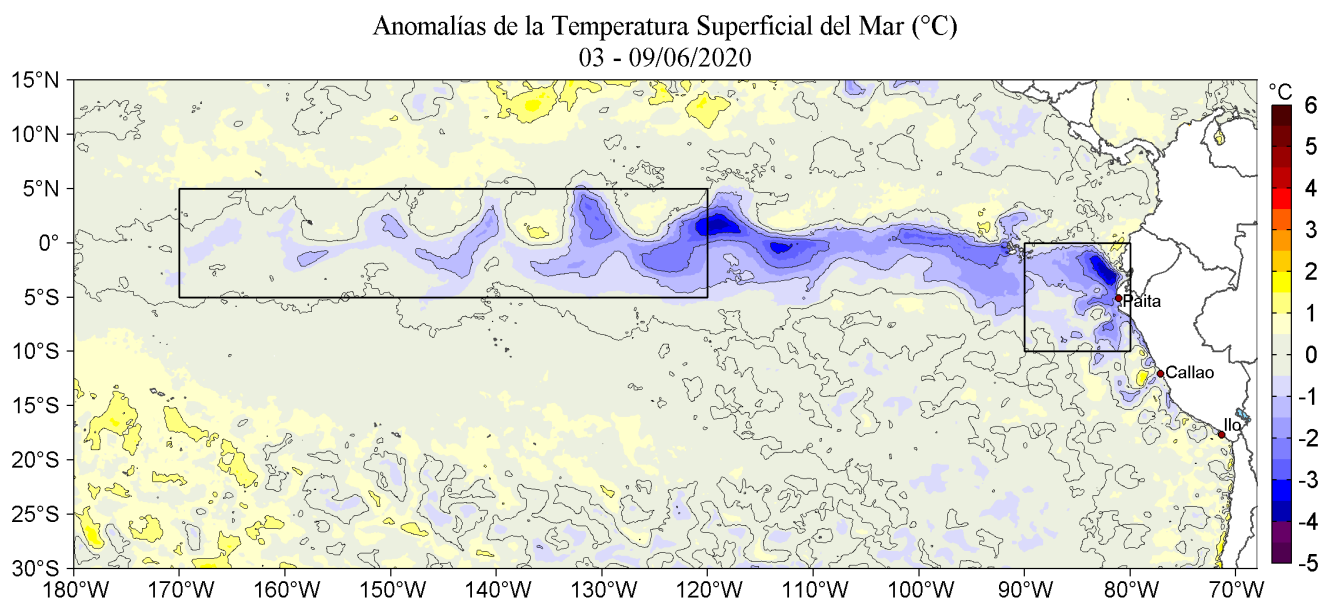 Anomalías de la Temperatura Superficial del Mar (°C)
03 - 09/06/2020
15°N
10°N
5°N
0°
5°S
10°S
15°S
20°S
25°S
30°S
180°W
170°W
160°W
150°W
140°W
130°W
120°W
110°W
100°W
90°W
80°W
70°W
Paita
Callao
Ilo
°C
6
5
4
3
2
1
0
-1
-2
-3
-4
-5